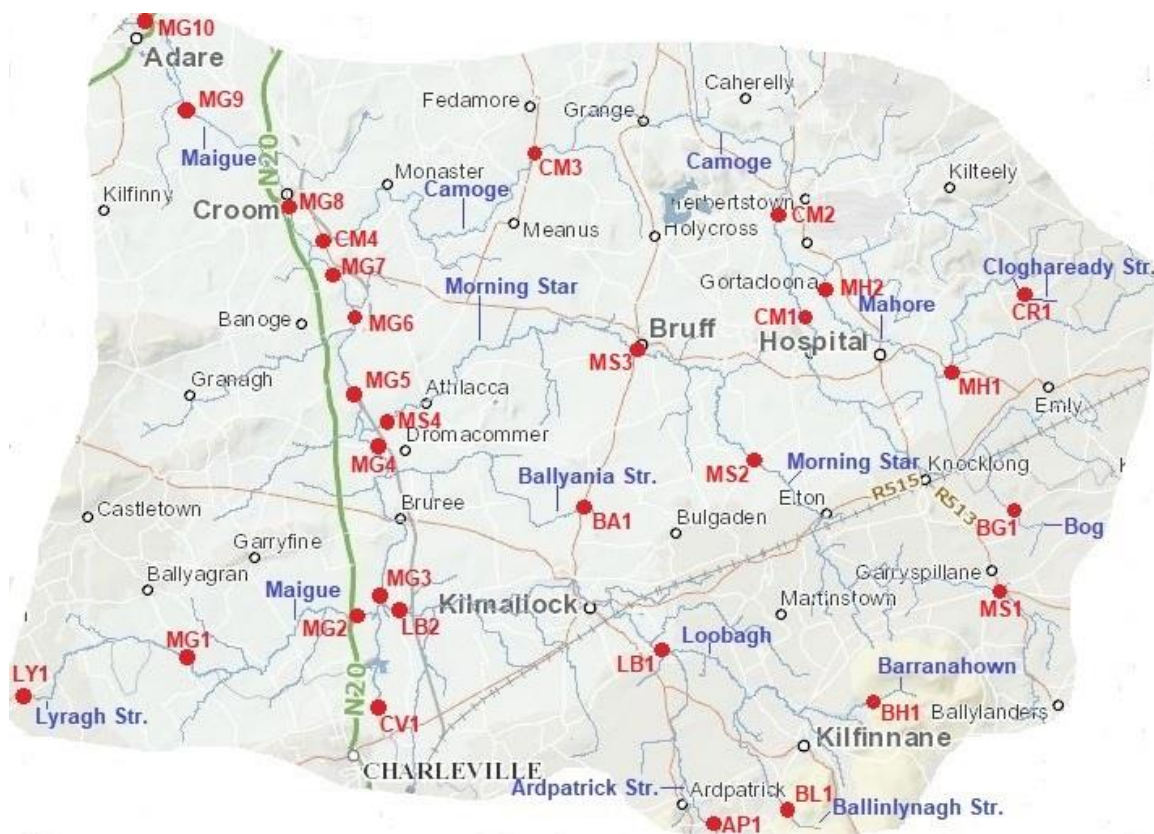 MG10
Adare
MG9
Maigue
N20
Kilfinny
Croom
MG8
Monaster
Camoge
Fedamore
Grange
CM3
Meanus
Caherelly
Camoge
Kilteely
CM2
Holycross
CM4
MG7
Morning Star
Gortacloona
MH2
Mahore
Cloghaready Str.
CR1
Banoge
MG6
Bruff
MS3
CM1
Hospital
MH1
Emly
Granagh
MG5
Athlacca
MS4
Dromacommer
MG4
Ballyania Str.
BA1
MS2
Morning Star
Elton
R515
Knocklong
R513
BG1
Bog
Castletown
Bruree
Bulgaden
Garryfine
Ballyagran
Maigue
MG3
MG2
LB2
Kilmallock
Martinstown
Garryspillane
MS1
Loobagh
LB1
MG1
LY1
Lyragh Str.
N20
CV1
Barranahown
BH1
Ballylanders
Kilfinnane
CHARLEVILLE
Ardpatrick Str.
Ardpatrick
AP1
BL1
Ballinlynagh Str.